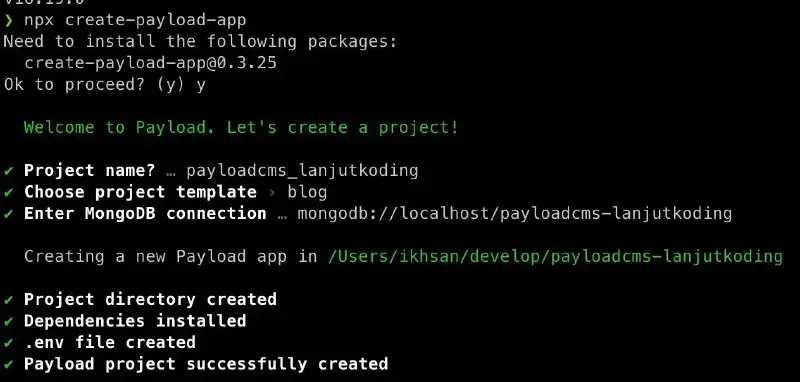 ❯ npx create-payload-app
Need to install the following packages:
create-payload-app@0.3.25
Ok to proceed? (y) y
Welcome to Payload. Let's create a project!
✔ Project name? … payloadcms_lanjutkoding
✔ Choose project template › blog
✔ Enter MongoDB connection … mongodb://localhost/payloadcms-lanjutkoding
Creating a new Payload app in /Users/ikhsan/develop/payloadcms-lanjutkoding
✔ Project directory created
✔ Dependencies installed
✔ .env file created
✔ Payload project successfully created